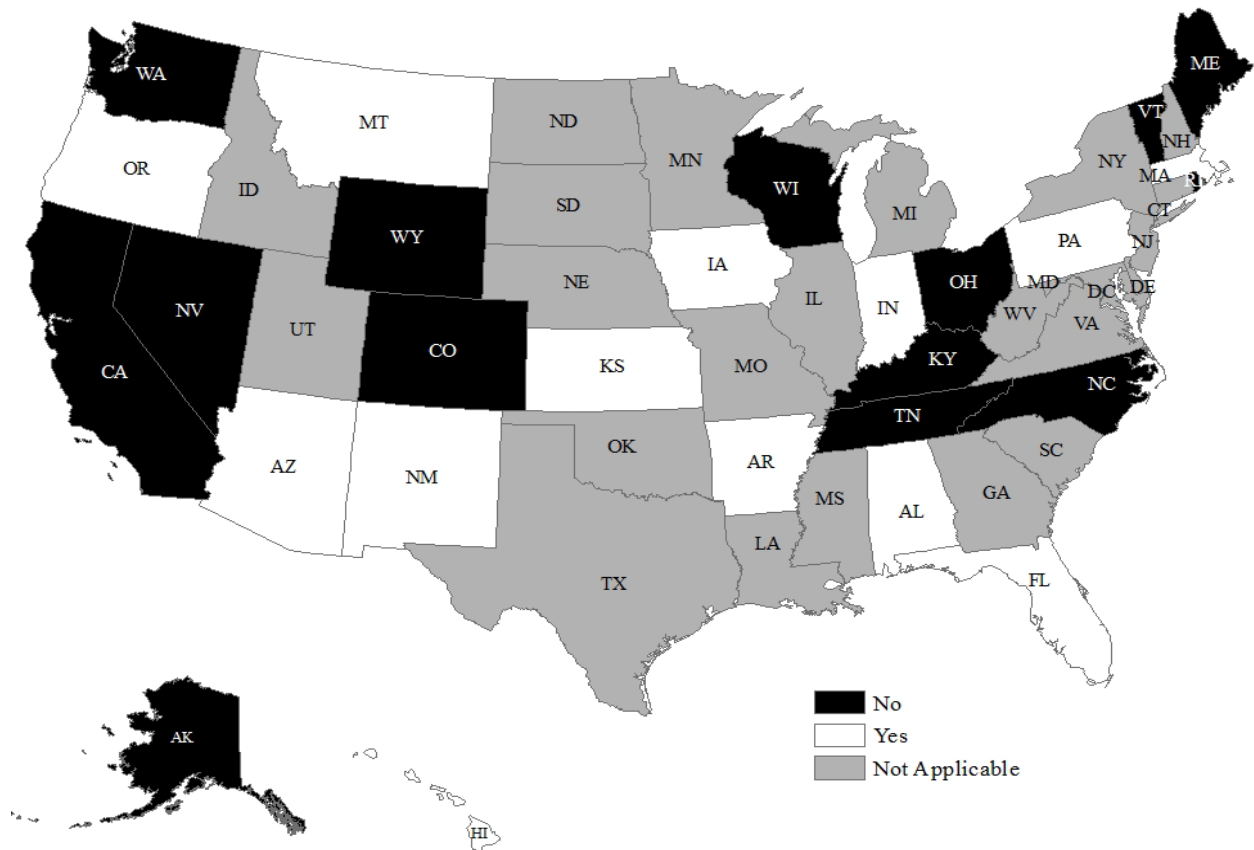 WA
ME
MT
VT
ND
NH
MN
OR
NY
MA
RI
ID
WI
SD
MI
CT
WY
PA
NJ
IA
NE
OH
MD
DC
DE
NV
IL
IN
WV
UT
VA
CO
KY
CA
KS
MO
NC
TN
OK
AR
SC
AZ
NM
MS
GA
AL
LA
TX
FL
No
AK
Yes
Not Applicable
HI